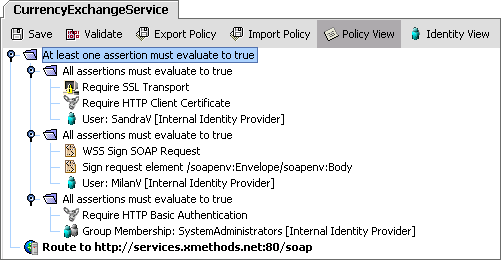 CurrencyExchangeService
Save Validate Export Policy Import Policy Policy View Identity View
At least one assertion must evaluate to true
All assertions must evaluate to true
Require SSL Transport
Require HTTP Client Certificate
User: SandraV [Internal Identity Provider]
All assertions must evaluate to true
WSS Sign SOAP Request
Sign request element /soapenv:Envelope/soapenv:Body
User: MilanV [Internal Identity Provider]
All assertions must evaluate to true
Require HTTP Basic Authentication
Group Membership: SystemAdministrators [Internal Identity Provider]
Route to http://services.xmethods.net:80/soap